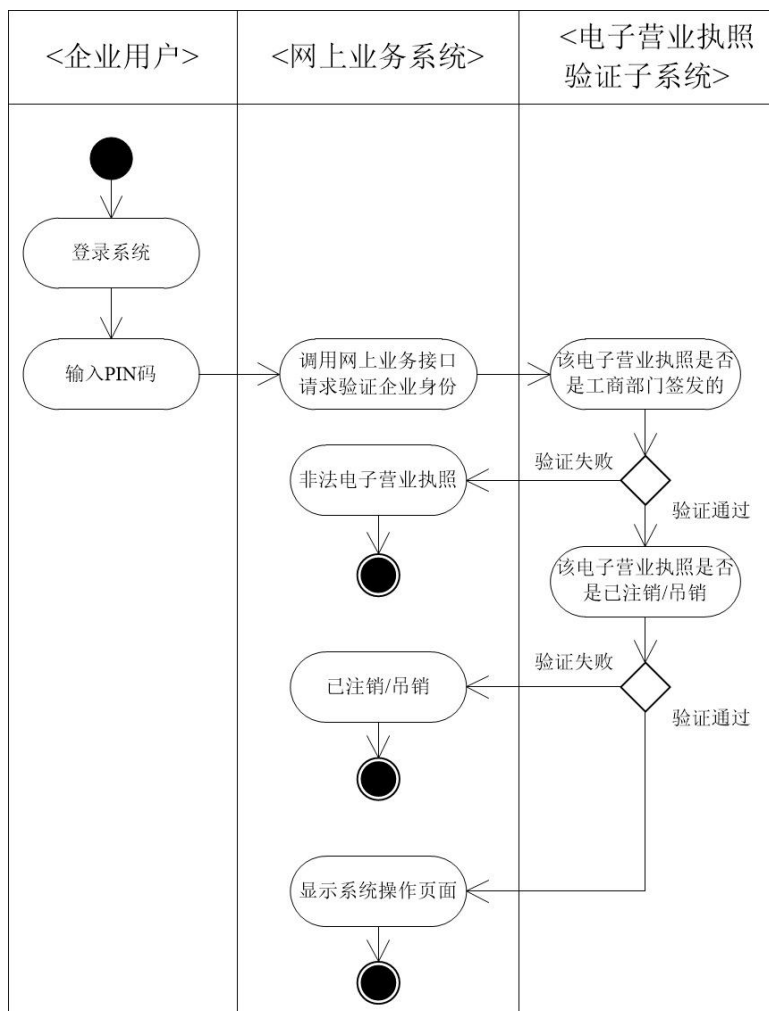 <企业用户>
<网上业务系统>
<电子营业执照
验证子系统>
登录系统
输入PIN码
调用网上业务接口
请求验证企业身份
该电子营业执照是否
是工商部门签发的
验证失败
非法电子营业执照
验证通过
该电子营业执照是否
是已注销/吊销
验证失败
已注销/吊销
验证通过
显示系统操作页面